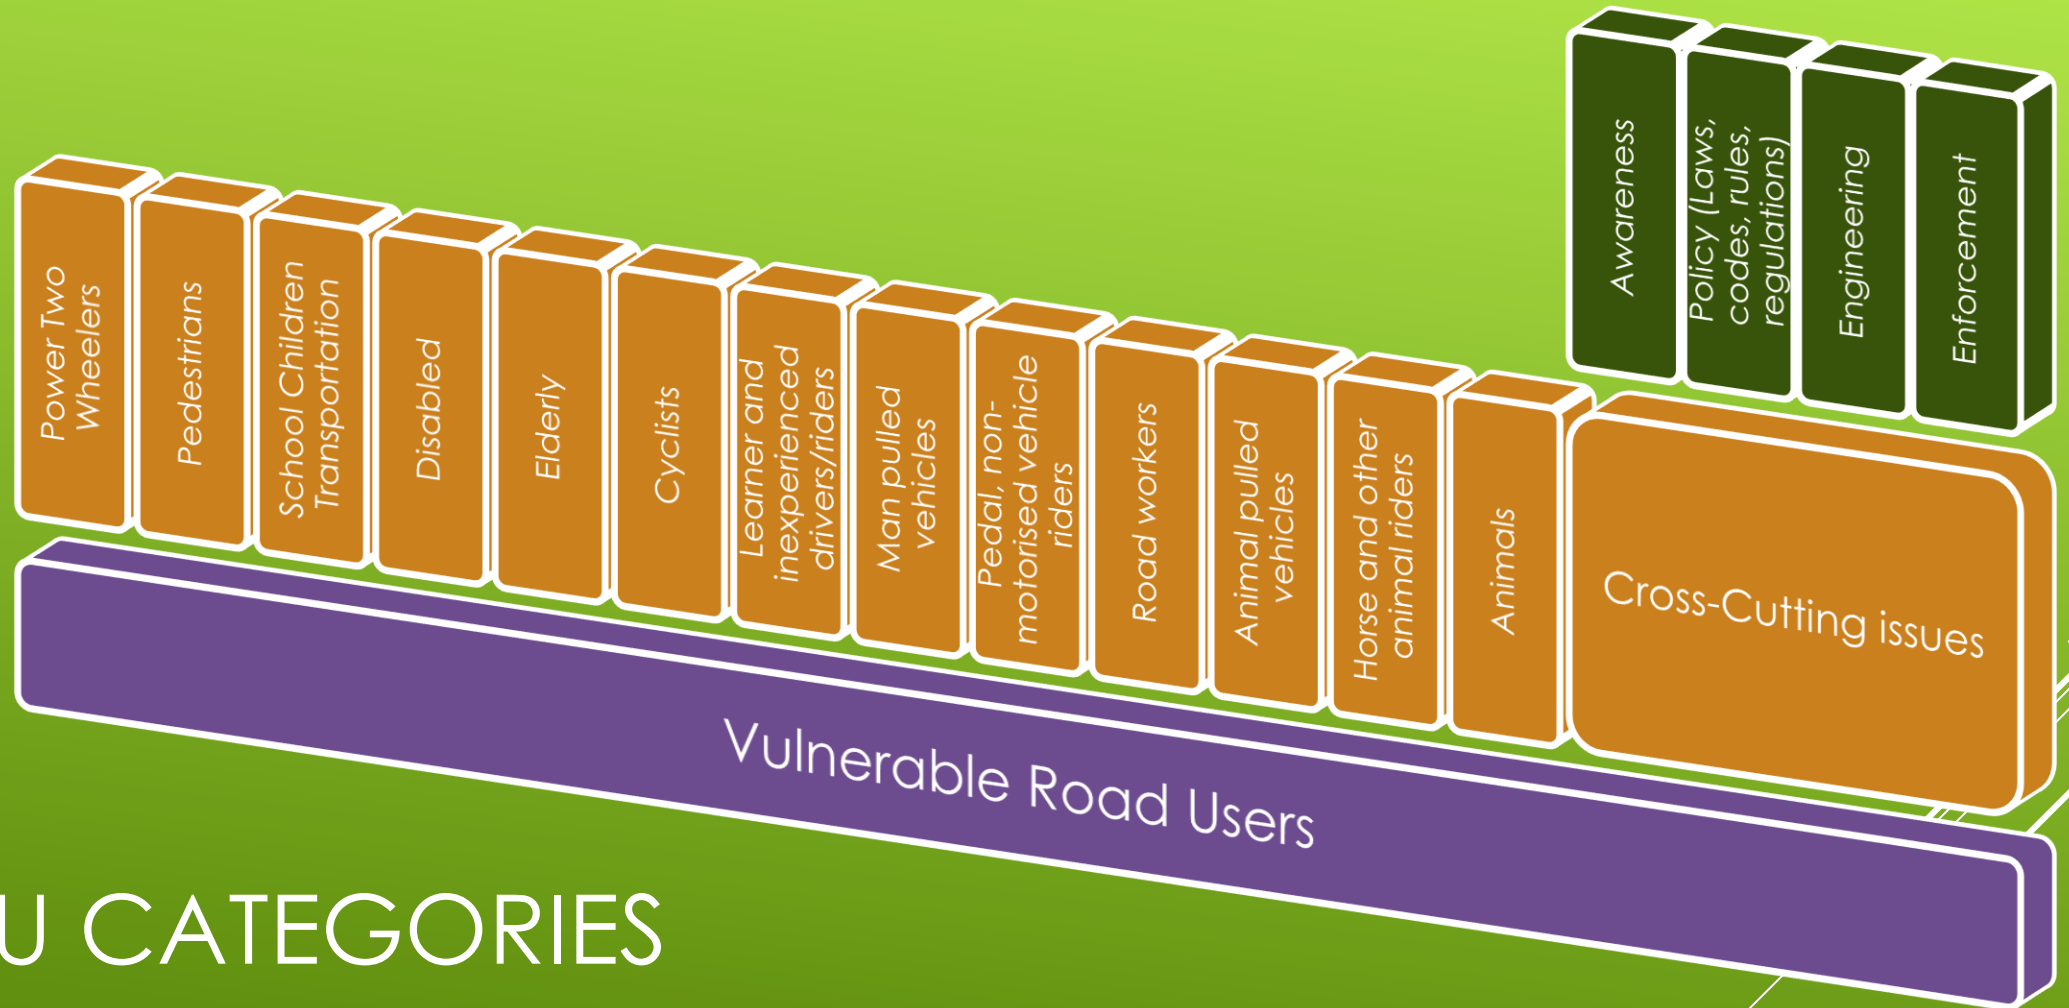 Awareness
Policy (Laws,
codes, rules,
regulations)
Engineering
Enforcement
Power Two
Wheelers
Pedestrians
School Children
Transportation
Disabled
Elderly
Cyclists
Learner and
inexperienced
drivers/riders
Man pulled
vehicles
Pedal, non-
motorised vehicle
riders
Road workers
Animal pulled
vehicles
Horse and other
animal riders
Animals
Cross-Cutting issues
Vulnerable Road Users
U CATEGORIES